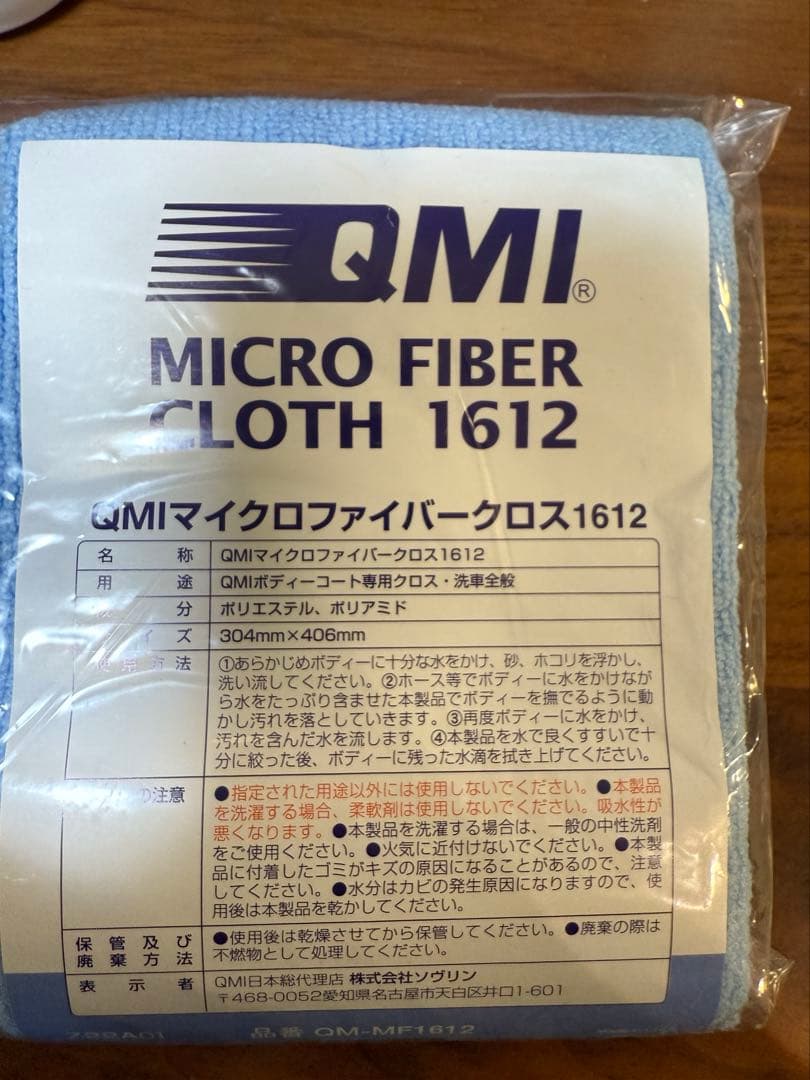 QMI®
MICRO FIBER
CLOTH 1612
QMIマイクロファイバークロス1612
名 称 QMIマイクロファイバークロス1612
用 途 QMIボディーコート専用クロス・洗車全般
分 ポリエステル、ポリアミド
イズ 304mm×406mm
使用方法 ①あらかじめボディーに十分な水をかけ、砂、ホコリを浮かし、
洗い流してください。②ホース等でボディーに水をかけなが
ら水をたっぷり含ませた本製品でボディーを撫でるように動
かし汚れを落としていきます。③再度ボディーに水をかけ、
汚れを含んだ水を流します。④本製品を水で良くすすいで十
分に絞った後、ボディーに残った水滴を拭き上げてください。
の注意 ●指定された用途以外には使用しないでください。●本製品
を洗濯する場合、柔軟剤は使用しないでください。吸水性が
悪くなります。●本製品を洗濯する場合は、一般の中性洗剤
をご使用ください。●火気に近付けないでください。●本製
品に付着したゴミがキズの原因になることがあるので、注意
してください。●水分はカビの発生原因になりますので、使
用後は本製品を乾かしてください。
保管及び ●使用後は乾燥させてから保管してください。●廃棄の際は
廃棄方法 不燃物として処理してください。
表示者 QMI日本総代理店 株式会社ソヴリン
〒468-0052愛知県名古屋市天白区井口1-601
品番 QM-MF1612